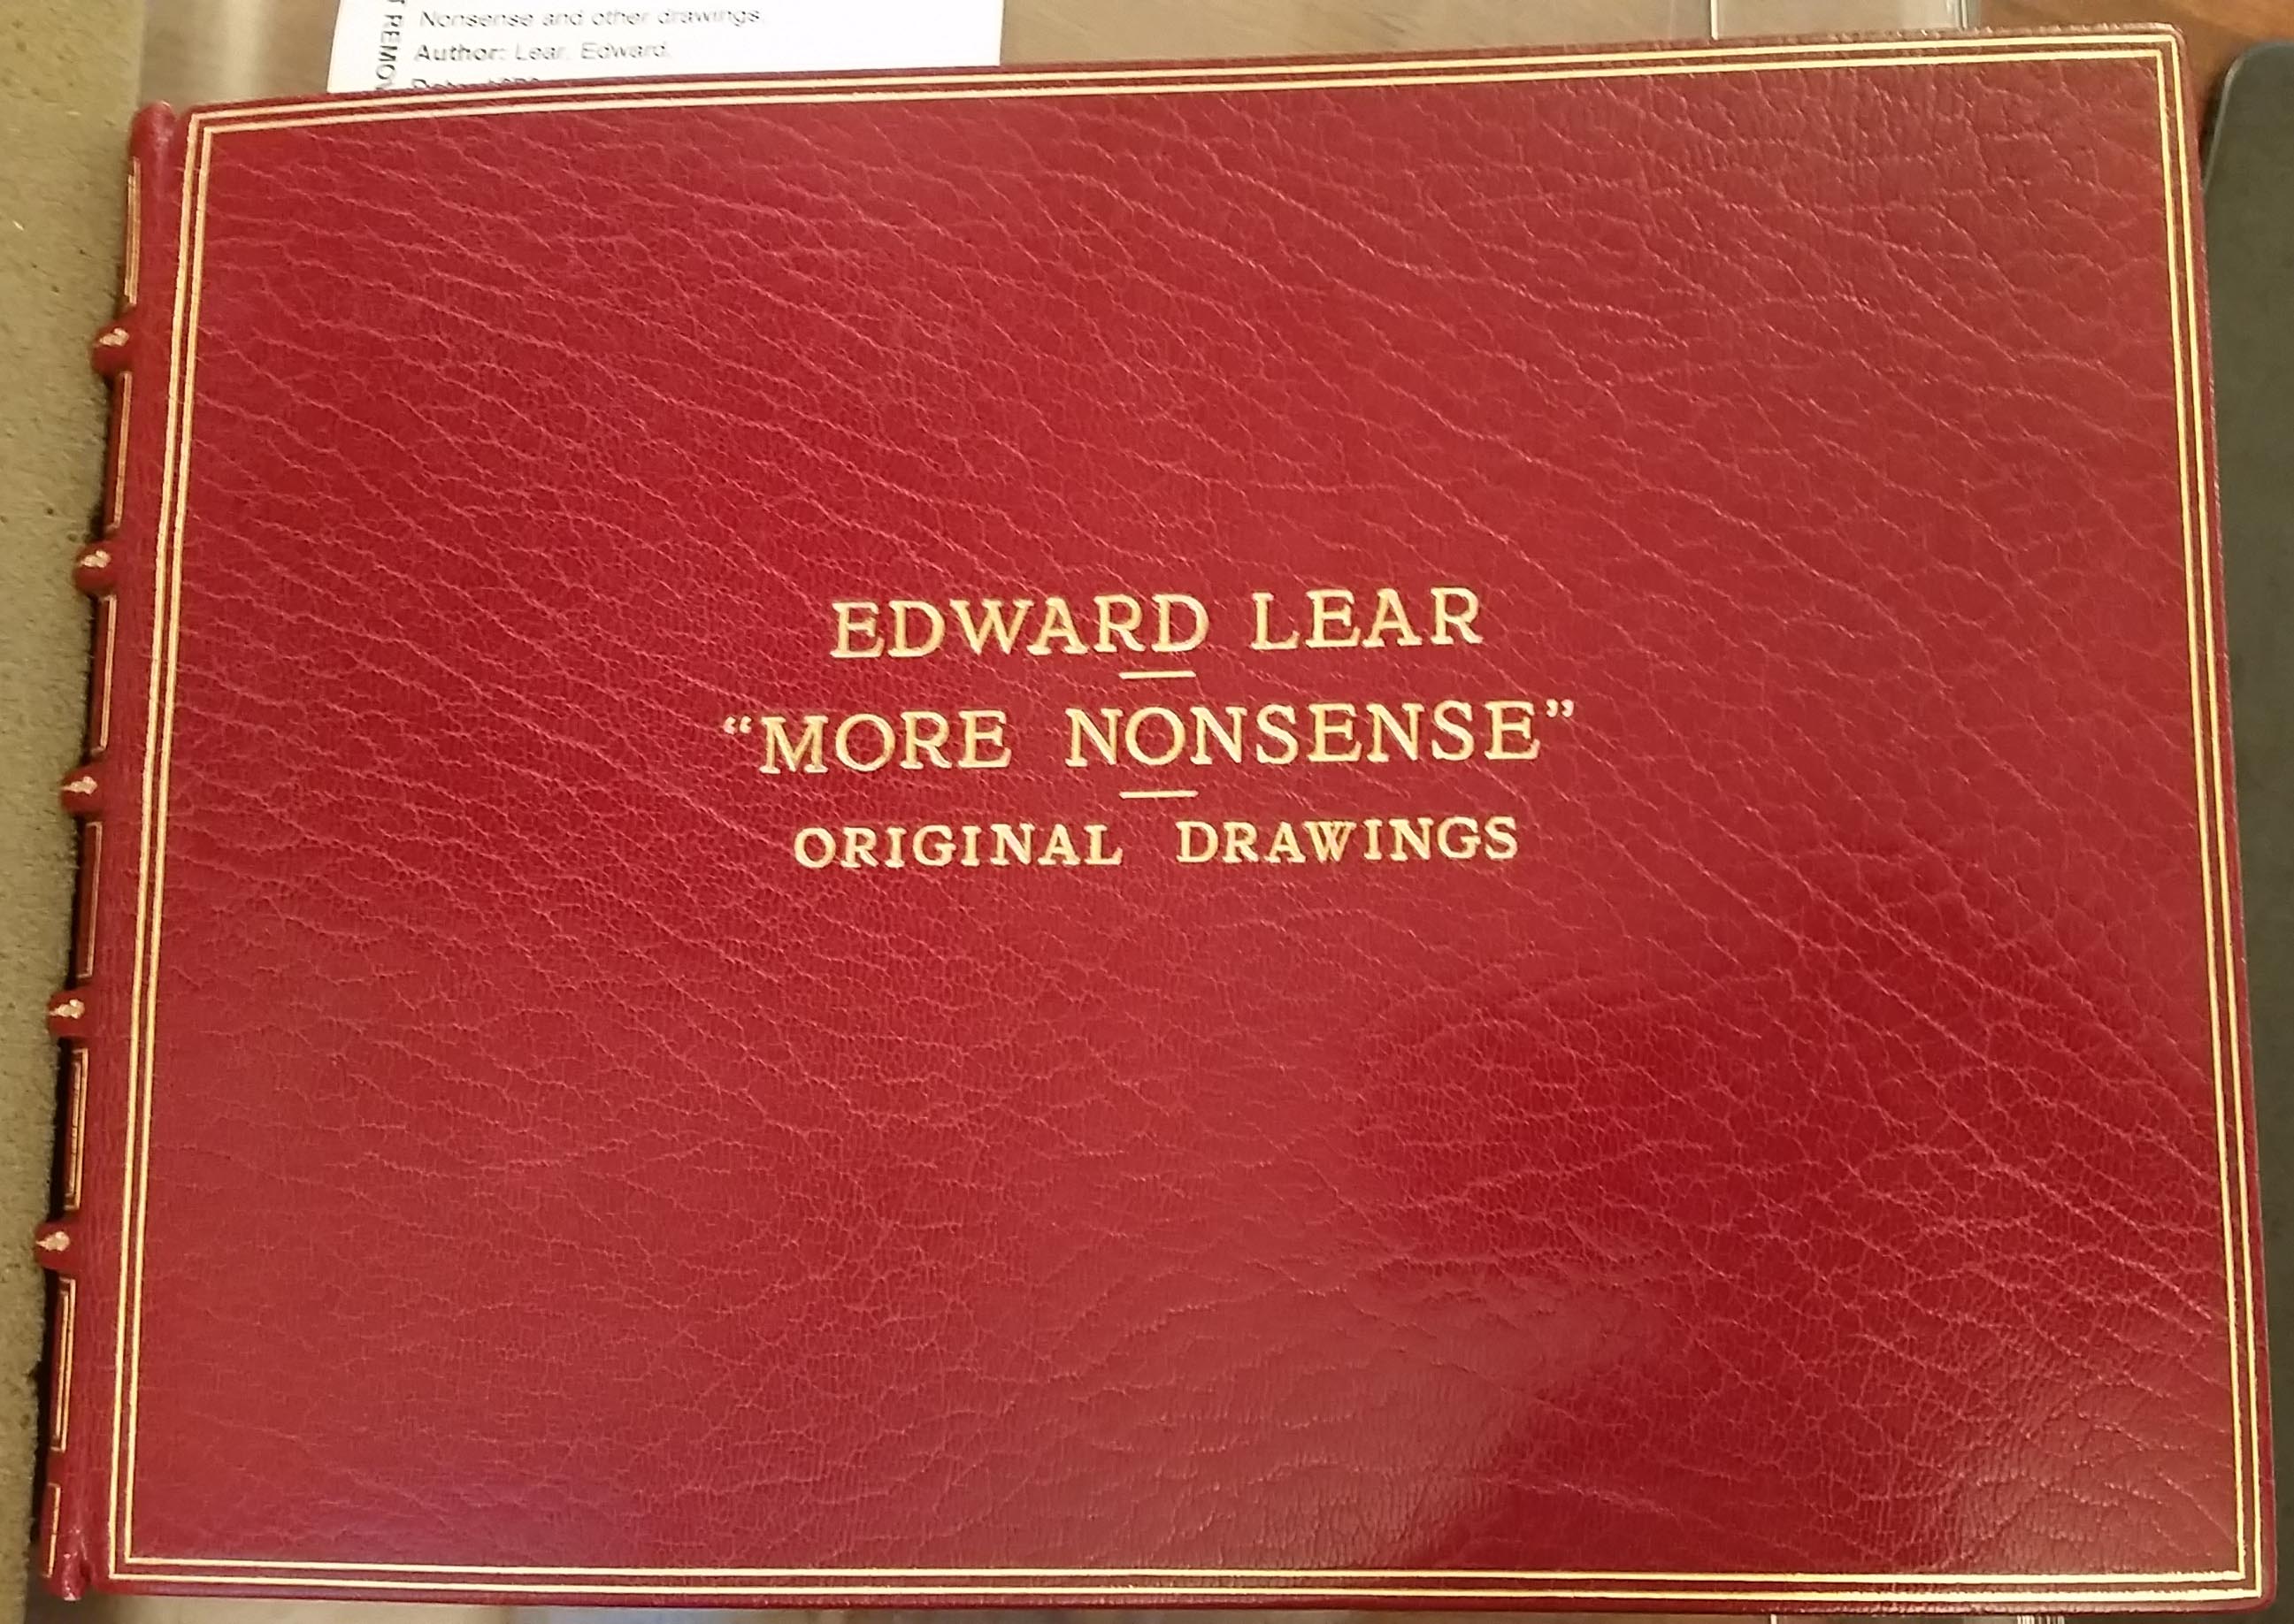 Nonsense and other drawings
Author: Lear, Edward.
EDWARD LEAR
“MORE NONSENSE”
ORIGINAL DRAWINGS